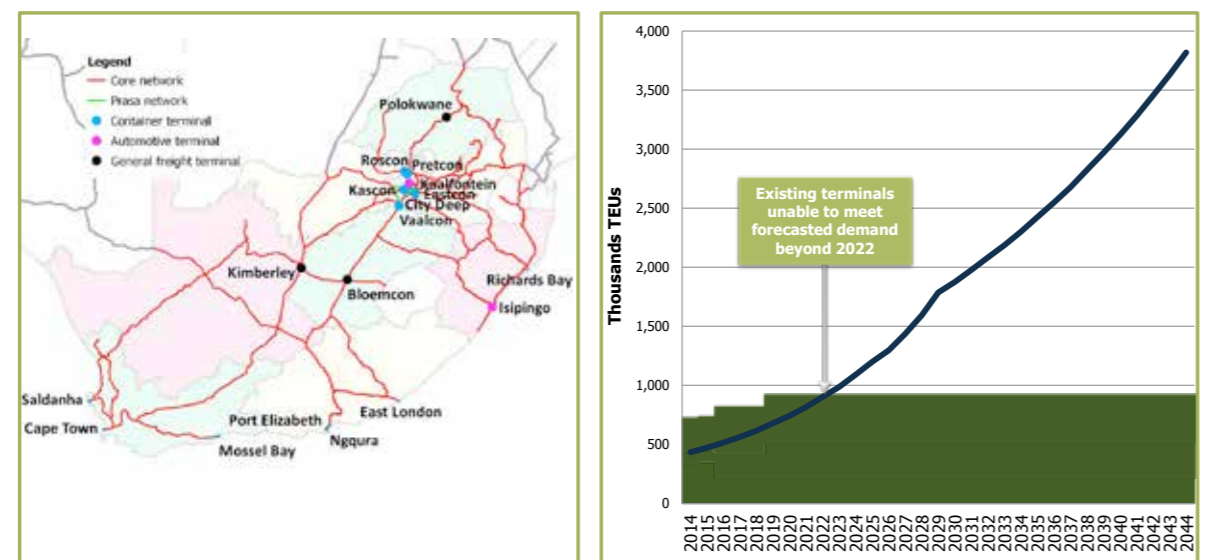 Legend
Core network
Prasa network
Container terminal
Automotive terminal
General freight terminal
Polokwane
Roscon
Pretcon
Kaalfontein
Kascon
Eastcon
City Deep
Vaalcon
Kimberley
Bloemcon
Richards Bay
Isipingo
Saldanha
Cape Town
Port Elizabeth
East London
Mossel Bay
Ngqura
Thousands TEUs
4,000
3,500
3,000
2,500
2,000
1,500
1,000
500
0
Existing terminals
unable to meet
forecasted demand
beyond 2022
2014
2015
2016
2017
2018
2019
2020
2021
2022
2023
2024
2025
2026
2027
2028
2029
2030
2031
2032
2033
2034
2035
2036
2037
2038
2039
2040
2041
2042
2043
2044